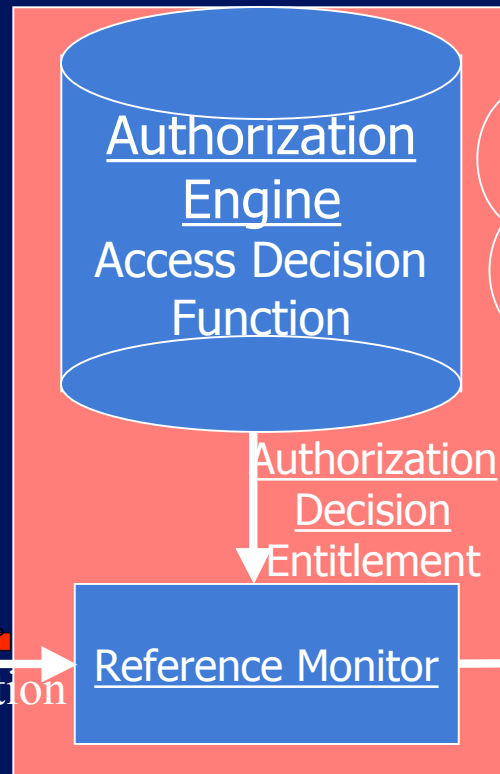 Authorization
Engine
Access Decision
Function
Authorization
Decision
Entitlement
Reference Monitor